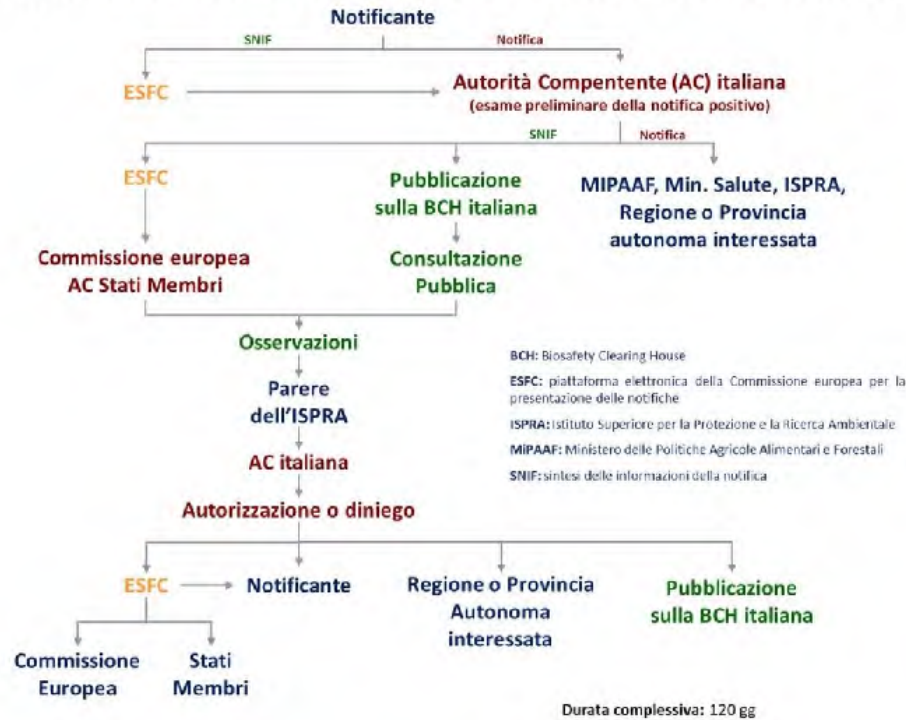 Notificante
SNIF
Notifica
ESFC
Autorità Compentente (AC) italiana
(esame preliminare della notifica positivo)
SNIF
Notifica
ESFC
Pubblicazione
sulla BCH italiana
MIPAAF, Min. Salute, ISPRA,
Regione o Provincia
autonoma interessata
Commissione europea
AC Stati Membri
Consultazione
Pubblica
Osservazioni
BCH: Biosafety Clearing House
ESFC: piattaforma elettronica della Commissione europea per la
presentazione delle notifiche
ISPRA: Istituto Superiore per la Protezione e la Ricerca Ambientale
MiPAAF: Ministero delle Politiche Agricole Alimentari e Forestali
SNIF: sintesi delle informazioni della notifica
Parere
dell'ISPRA
AC italiana
Autorizzazione o diniego
ESFC
Notificante
Regione o Provincia
Autonoma
interessata
Pubblicazione
sulla BCH italiana
Commissione
Europea
Stati
Membri
Durata complessiva: 120 gg